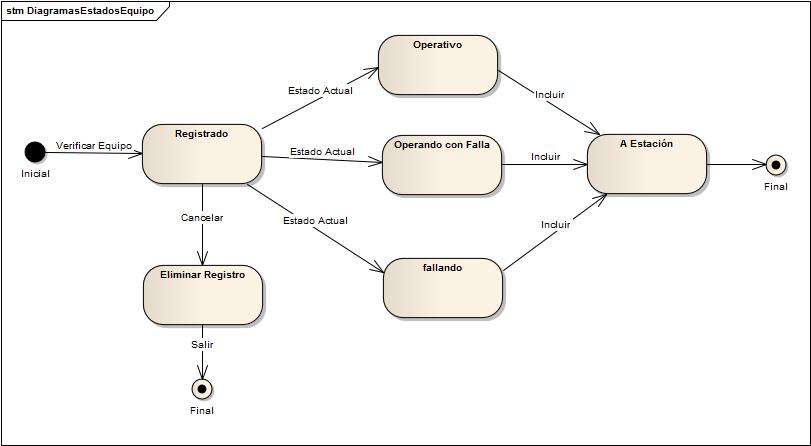 stm DiagramasEstadosEquipo
Operativo
Estado Actual
Incluir
Verificar Equipo
Registrado
Estado Actual
Operando con Falla
Incluir
A Estación
Inicial
Final
Cancelar
Estado Actual
Incluir
Eliminar Registro
fallando
Salir
Final